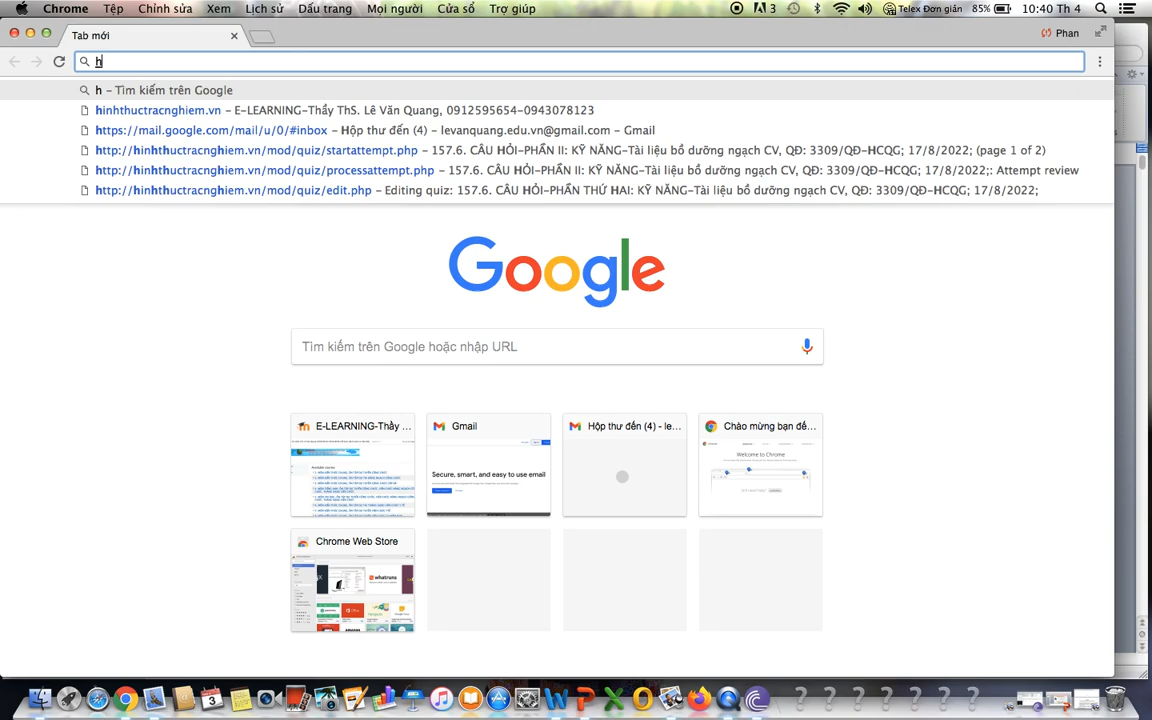 Chrome Tệp Chỉnh sửa Xem Lịch sử Dấu trang Mọi người Cửa sổ Trợ giúp 3 Telex Đơn giản 85% 10:40 Th 4
Tab mới Phan
h
h – Tìm kiếm trên Google
hinhthuctracnghiem.vn – E-LEARNING-Thầy ThS. Lê Văn Quang, 0912595654-0943078123
https://mail.google.com/mail/u/0/#inbox – Hộp thư đến (4) – levanquang.edu.vn@gmail.com – Gmail
http://hinhthuctracnghiem.vn/mod/quiz/startattempt.php – 157.6. CÂU HỎI-PHẦN II: KỸ NĂNG-Tài liệu bồ dưỡng ngạch CV, QĐ: 3309/QĐ-HCQG; 17/8/2022; (page 1 of 2)
http://hinhthuctracnghiem.vn/mod/quiz/processattempt.php – 157.6. CÂU HỎI-PHẦN II: KỸ NĂNG-Tài liệu bồ dưỡng ngạch CV, QĐ: 3309/QĐ-HCQG; 17/8/2022;: Attempt review
http://hinhthuctracnghiem.vn/mod/quiz/edit.php – Editing quiz: 157.6. CÂU HỎI-PHẦN THỨ HAI: KỸ NĂNG-Tài liệu bồ dưỡng ngạch CV, QĐ: 3309/QĐ-HCQG; 17/8/2022;
Google
Tìm kiếm trên Google hoặc nhập URL
E-LEARNING-Thầy ... Gmail Hộp thư đến (4) - le... Chào mừng bạn đế...
Available courses
Secure, smart, and easy to use email
Welcome to Chrome
Chrome Web Store
whatruns
3